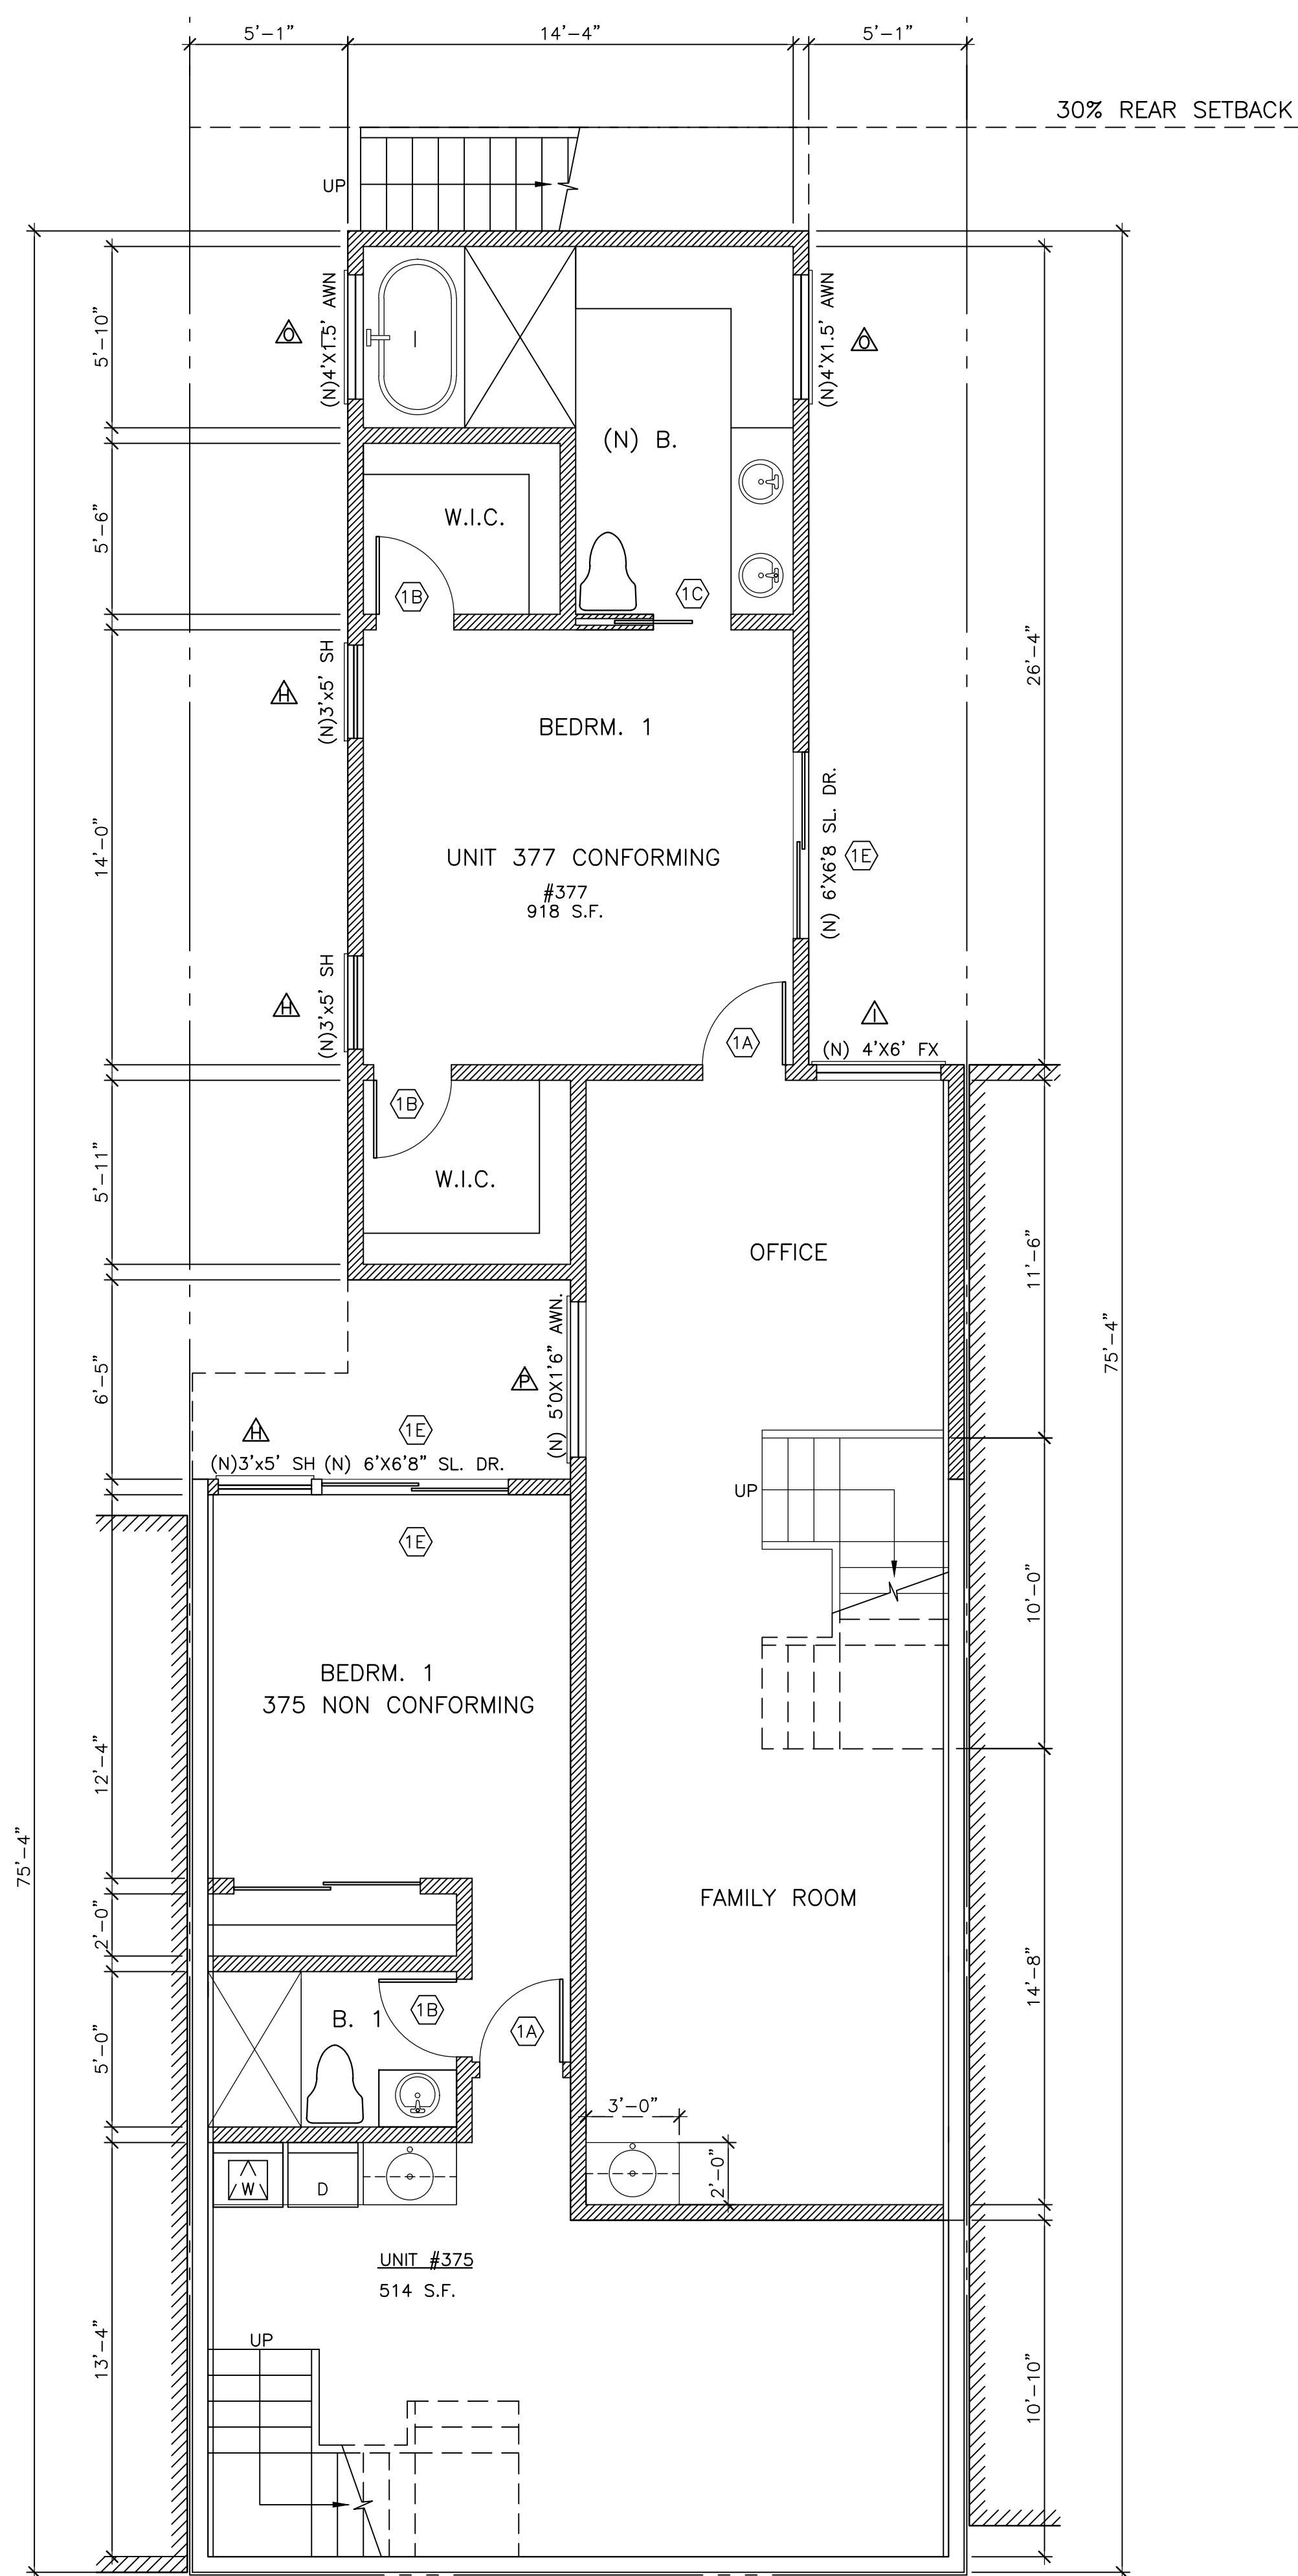 5'-1"
14'-4"
5'-1"
30% REAR SETBACK
UP
5'-10"
O
(N)4'X1.5' AWN
(N)4'X1.5' AWN
O
(N) B.
5'-6"
W.I.C.
1B
1C
26'-4"
H
(N)3'x5' SH
BEDRM. 1
14'-0"
UNIT 377 CONFORMING
#377
918 S.F.
(N) 6'X6'8 SL. DR.
1E
H
(N)3'x5' SH
1A
I
(N) 4'X6' FX
1B
5'-11"
W.I.C.
OFFICE
11'-6"
75'-4"
6'-5"
P
(N) 5'0X1'6" AWN.
H
1E
(N)3'x5' SH
(N) 6'X6'8" SL. DR.
UP
1E
10'-0"
BEDRM. 1
375 NON CONFORMING
12'-4"
75'-4"
FAMILY ROOM
2'-0"
14'-8"
B. 1
1B
1A
5'-0"
3'-0"
2'-0"
W
D
UNIT #375
514 S.F.
UP
13'-4"
10'-10"